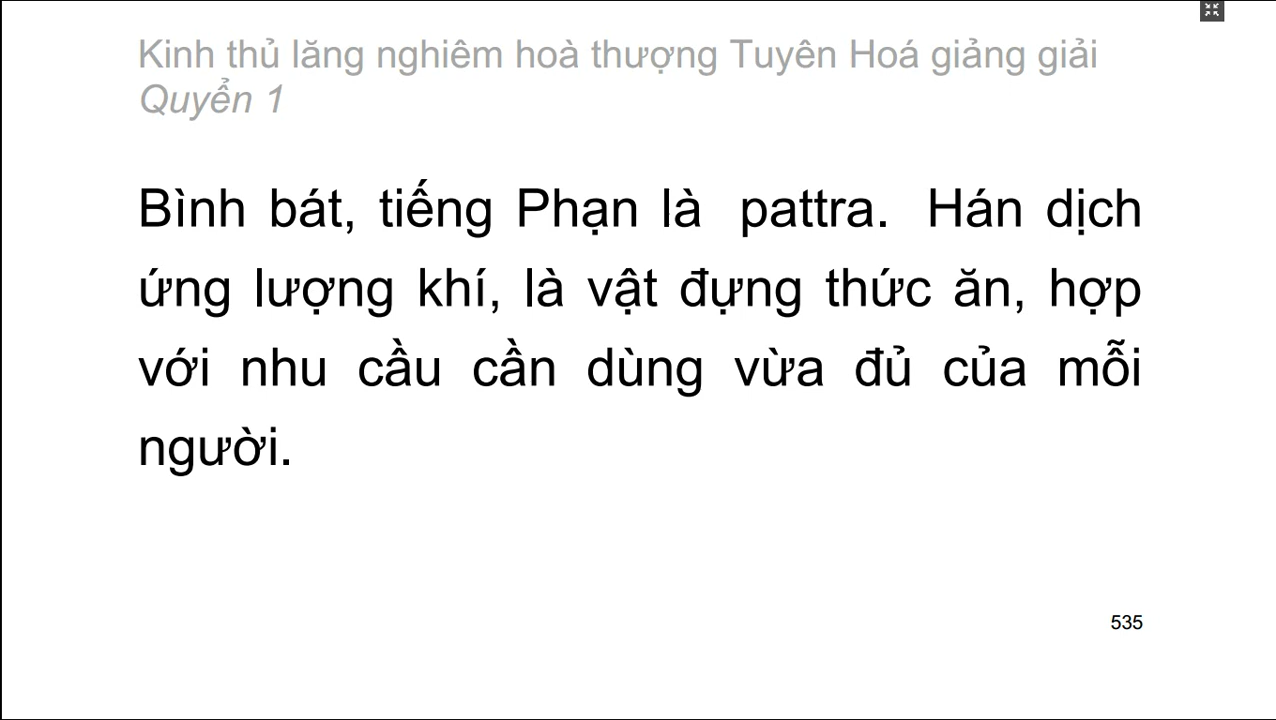 Kinh thủ lăng nghiêm hoà thượng Tuyên Hoá giảng giải
Quyển 1
Bình bát, tiếng Phạn là pattra. Hán dịch
ứng lượng khí, là vật đựng thức ăn, hợp
với nhu cầu cần dùng vừa đủ của mỗi
người.
535